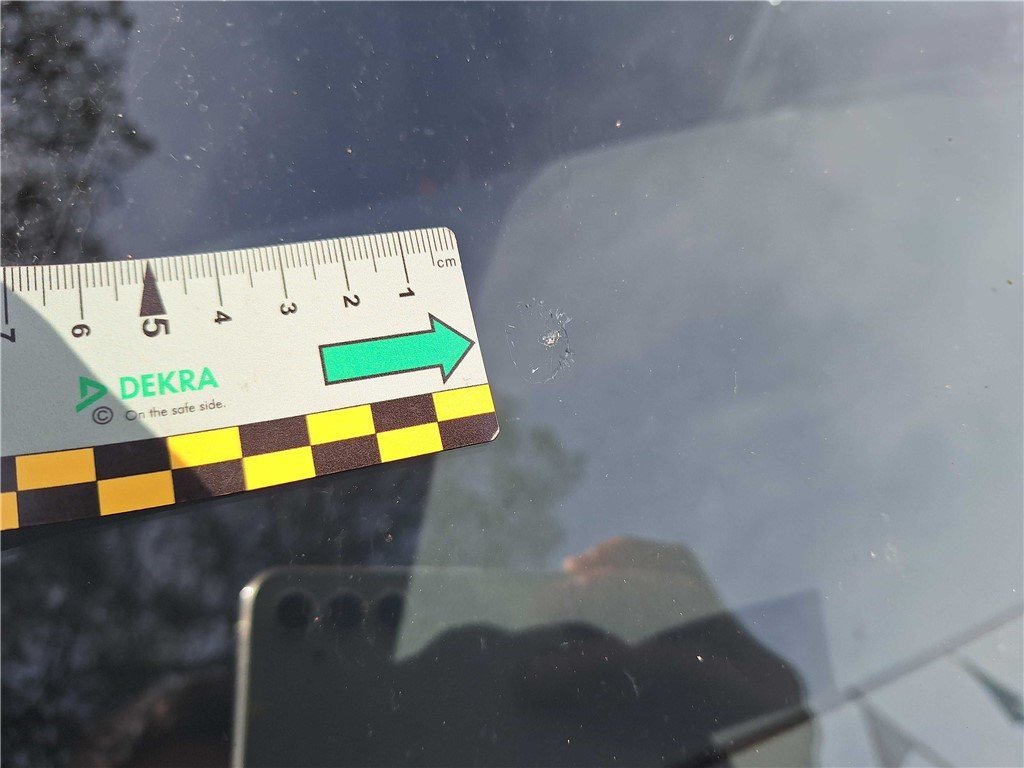 cm
7 6 5 4 3 2 1
DEKRA
© On the safe side.